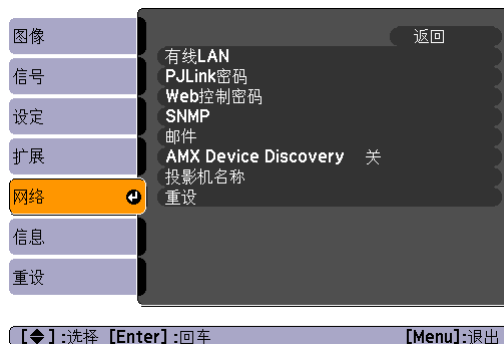 图像
信号
设定
扩展
网络
信息
重设
返回
有线LAN
PJLink密码
Web控制密码
SNMP
邮件
AMX Device Discovery 关
投影机名称
重设
[◆] :选择 [Enter] :回车 [Menu]:退出